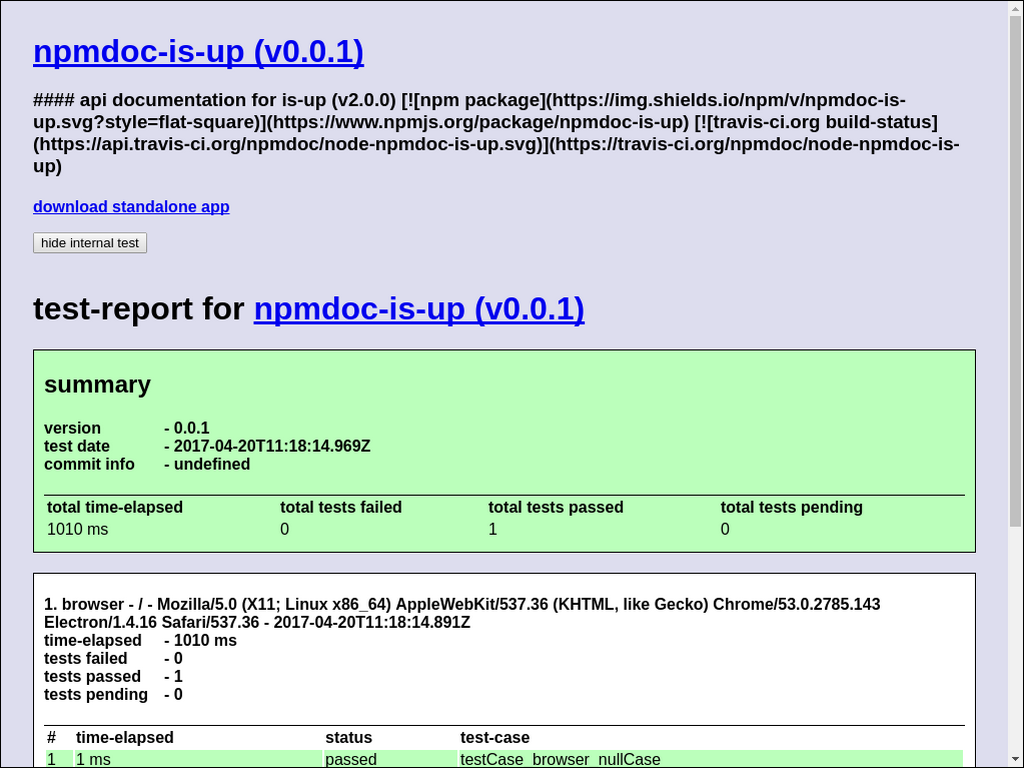 npmdoc-is-up (v0.0.1)
#### api documentation for is-up (v2.0.0) [![npm package](https://img.shields.io/npm/v/npmdoc-is-
up.svg?style=flat-square)](https://www.npmjs.org/package/npmdoc-is-up) [![travis-ci.org build-status]
(https://api.travis-ci.org/npmdoc/node-npmdoc-is-up.svg)](https://travis-ci.org/npmdoc/node-npmdoc-is-
up)
download standalone app
hide internal test
test-report for npmdoc-is-up (v0.0.1)
summary
version - 0.0.1
test date - 2017-04-20T11:18:14.969Z
commit info - undefined
total time-elapsed total tests failed total tests passed total tests pending
1010 ms 0 1 0
1. browser - / - Mozilla/5.0 (X11; Linux x86_64) AppleWebKit/537.36 (KHTML, like Gecko) Chrome/53.0.2785.143
Electron/1.4.16 Safari/537.36 - 2017-04-20T11:18:14.891Z
time-elapsed - 1010 ms
tests failed - 0
tests passed - 1
tests pending - 0
# time-elapsed status test-case
1 1 ms passed testCase_browser_nullCase